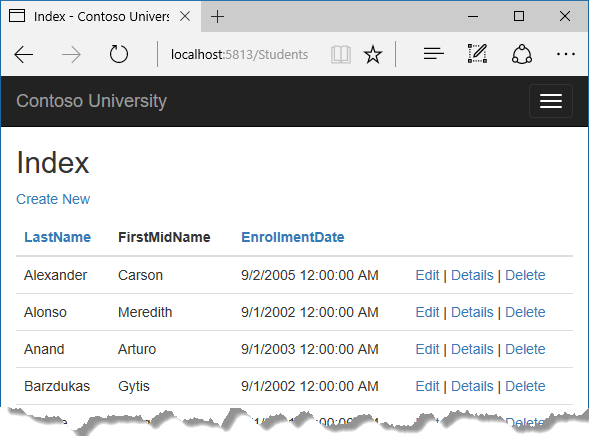 Index - Contoso Univers
localhost:5813/Students
Contoso University
Index
Create New
LastName FirstMidName EnrollmentDate
Alexander Carson 9/2/2005 12:00:00 AM Edit | Details | Delete
Alonso Meredith 9/1/2002 12:00:00 AM Edit | Details | Delete
Anand Arturo 9/1/2003 12:00:00 AM Edit | Details | Delete
Barzdukas Gytis 9/1/2002 12:00:00 AM Edit | Details | Delete